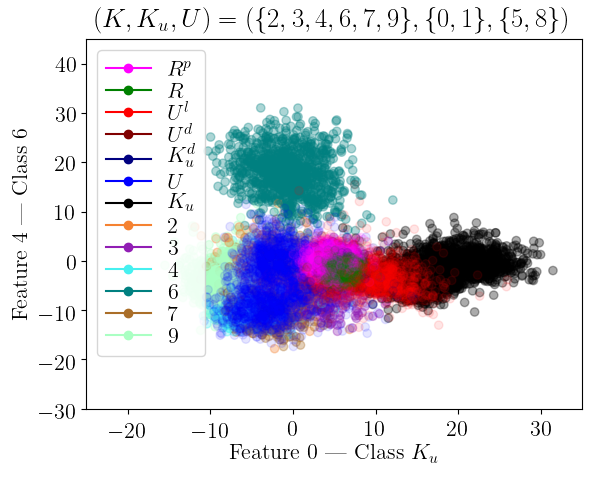 (K, K_u, U) = ({2, 3, 4, 6, 7, 9}, {0, 1}, {5, 8})
R^p
R
U^l
U^d
K_u^d
U
K_u
2
3
4
6
7
9
40
30
20
10
0
−10
−20
−30
Feature 4 — Class 6
−20
−10
0
10
20
30
Feature 0 — Class K_u